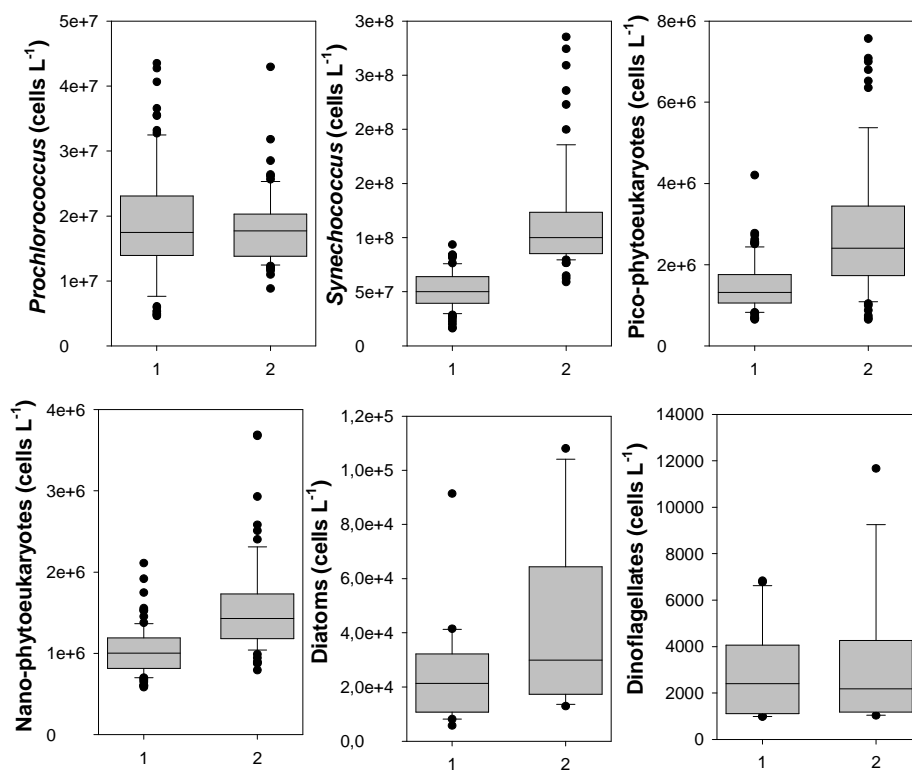 Prochlorococcus (cells L⁻¹)
5e+7
4e+7
3e+7
2e+7
1e+7
0
1 2
Synechococcus (cells L⁻¹)
3e+8
3e+8
2e+8
2e+8
1e+8
5e+7
0
1 2
Pico-phytoeukaryotes (cells L⁻¹)
8e+6
6e+6
4e+6
2e+6
0
1 2
Nano-phytoeukaryotes (cells L⁻¹)
4e+6
3e+6
2e+6
1e+6
0
1 2
Diatoms (cells L⁻¹)
1,2e+5
1,0e+5
8,0e+4
6,0e+4
4,0e+4
2,0e+4
0,0
1 2
Dinoflagellates (cells L⁻¹)
14000
12000
10000
8000
6000
4000
2000
0
1 2